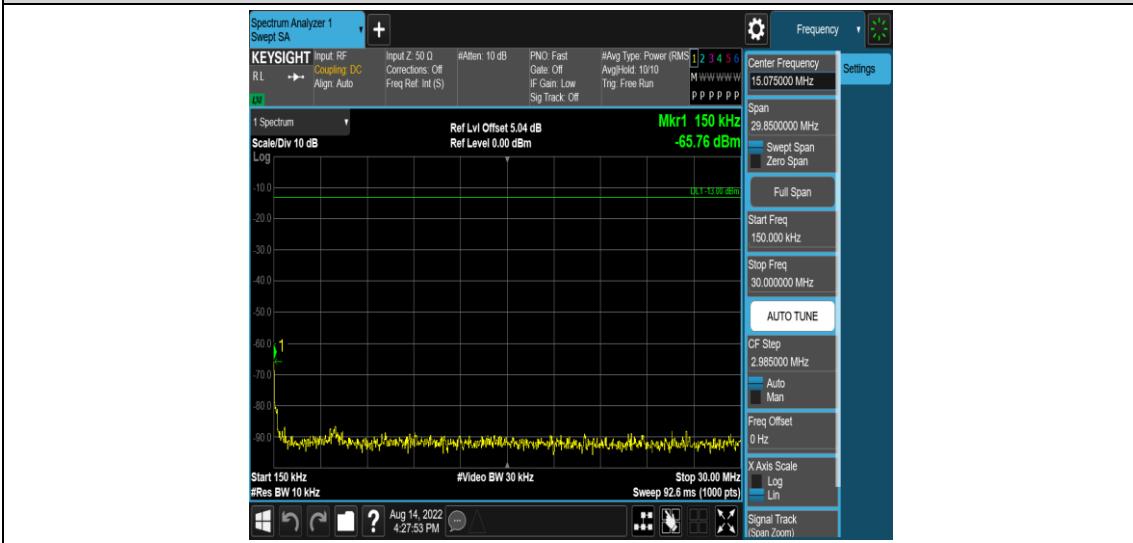 Spectrum Analyzer 1
Swept SA
+
Frequency
KEYSIGHT
RL
LXI
Input: RF
Coupling: DC
Align: Auto
Input Z: 50 Ω
Corrections: Off
Freq Ref: Int (S)
#Atten: 10 dB
PNO: Fast
Gate: Off
IF Gain: Low
Sig Track: Off
#Avg Type: Power (RMS
Avg|Hold: 10/10
Trig: Free Run
1 2 3 4 5 6
M W W W W W
P P P P P P
1 Spectrum
Scale/Div 10 dB
Ref Lvl Offset 5.04 dB
Ref Level 0.00 dBm
Mkr1 150 kHz
-65.76 dBm
Log
DL1 -13.00 dBm
-10.0
-20.0
-30.0
-40.0
-50.0
-60.0
1
-70.0
-80.0
-90.0
Start 150 kHz
#Video BW 30 kHz
Stop 30.00 MHz
#Res BW 10 kHz
Sweep 92.6 ms (1000 pts)
?
Aug 14, 2022
4:27:53 PM
Center Frequency
15.075000 MHz
Settings
Span
29.8500000 MHz
Swept Span
Zero Span
Full Span
Start Freq
150.000 kHz
Stop Freq
30.000000 MHz
AUTO TUNE
CF Step
2.985000 MHz
Auto
Man
Freq Offset
0 Hz
X Axis Scale
Log
Lin
Signal Track
(Span Zoom)